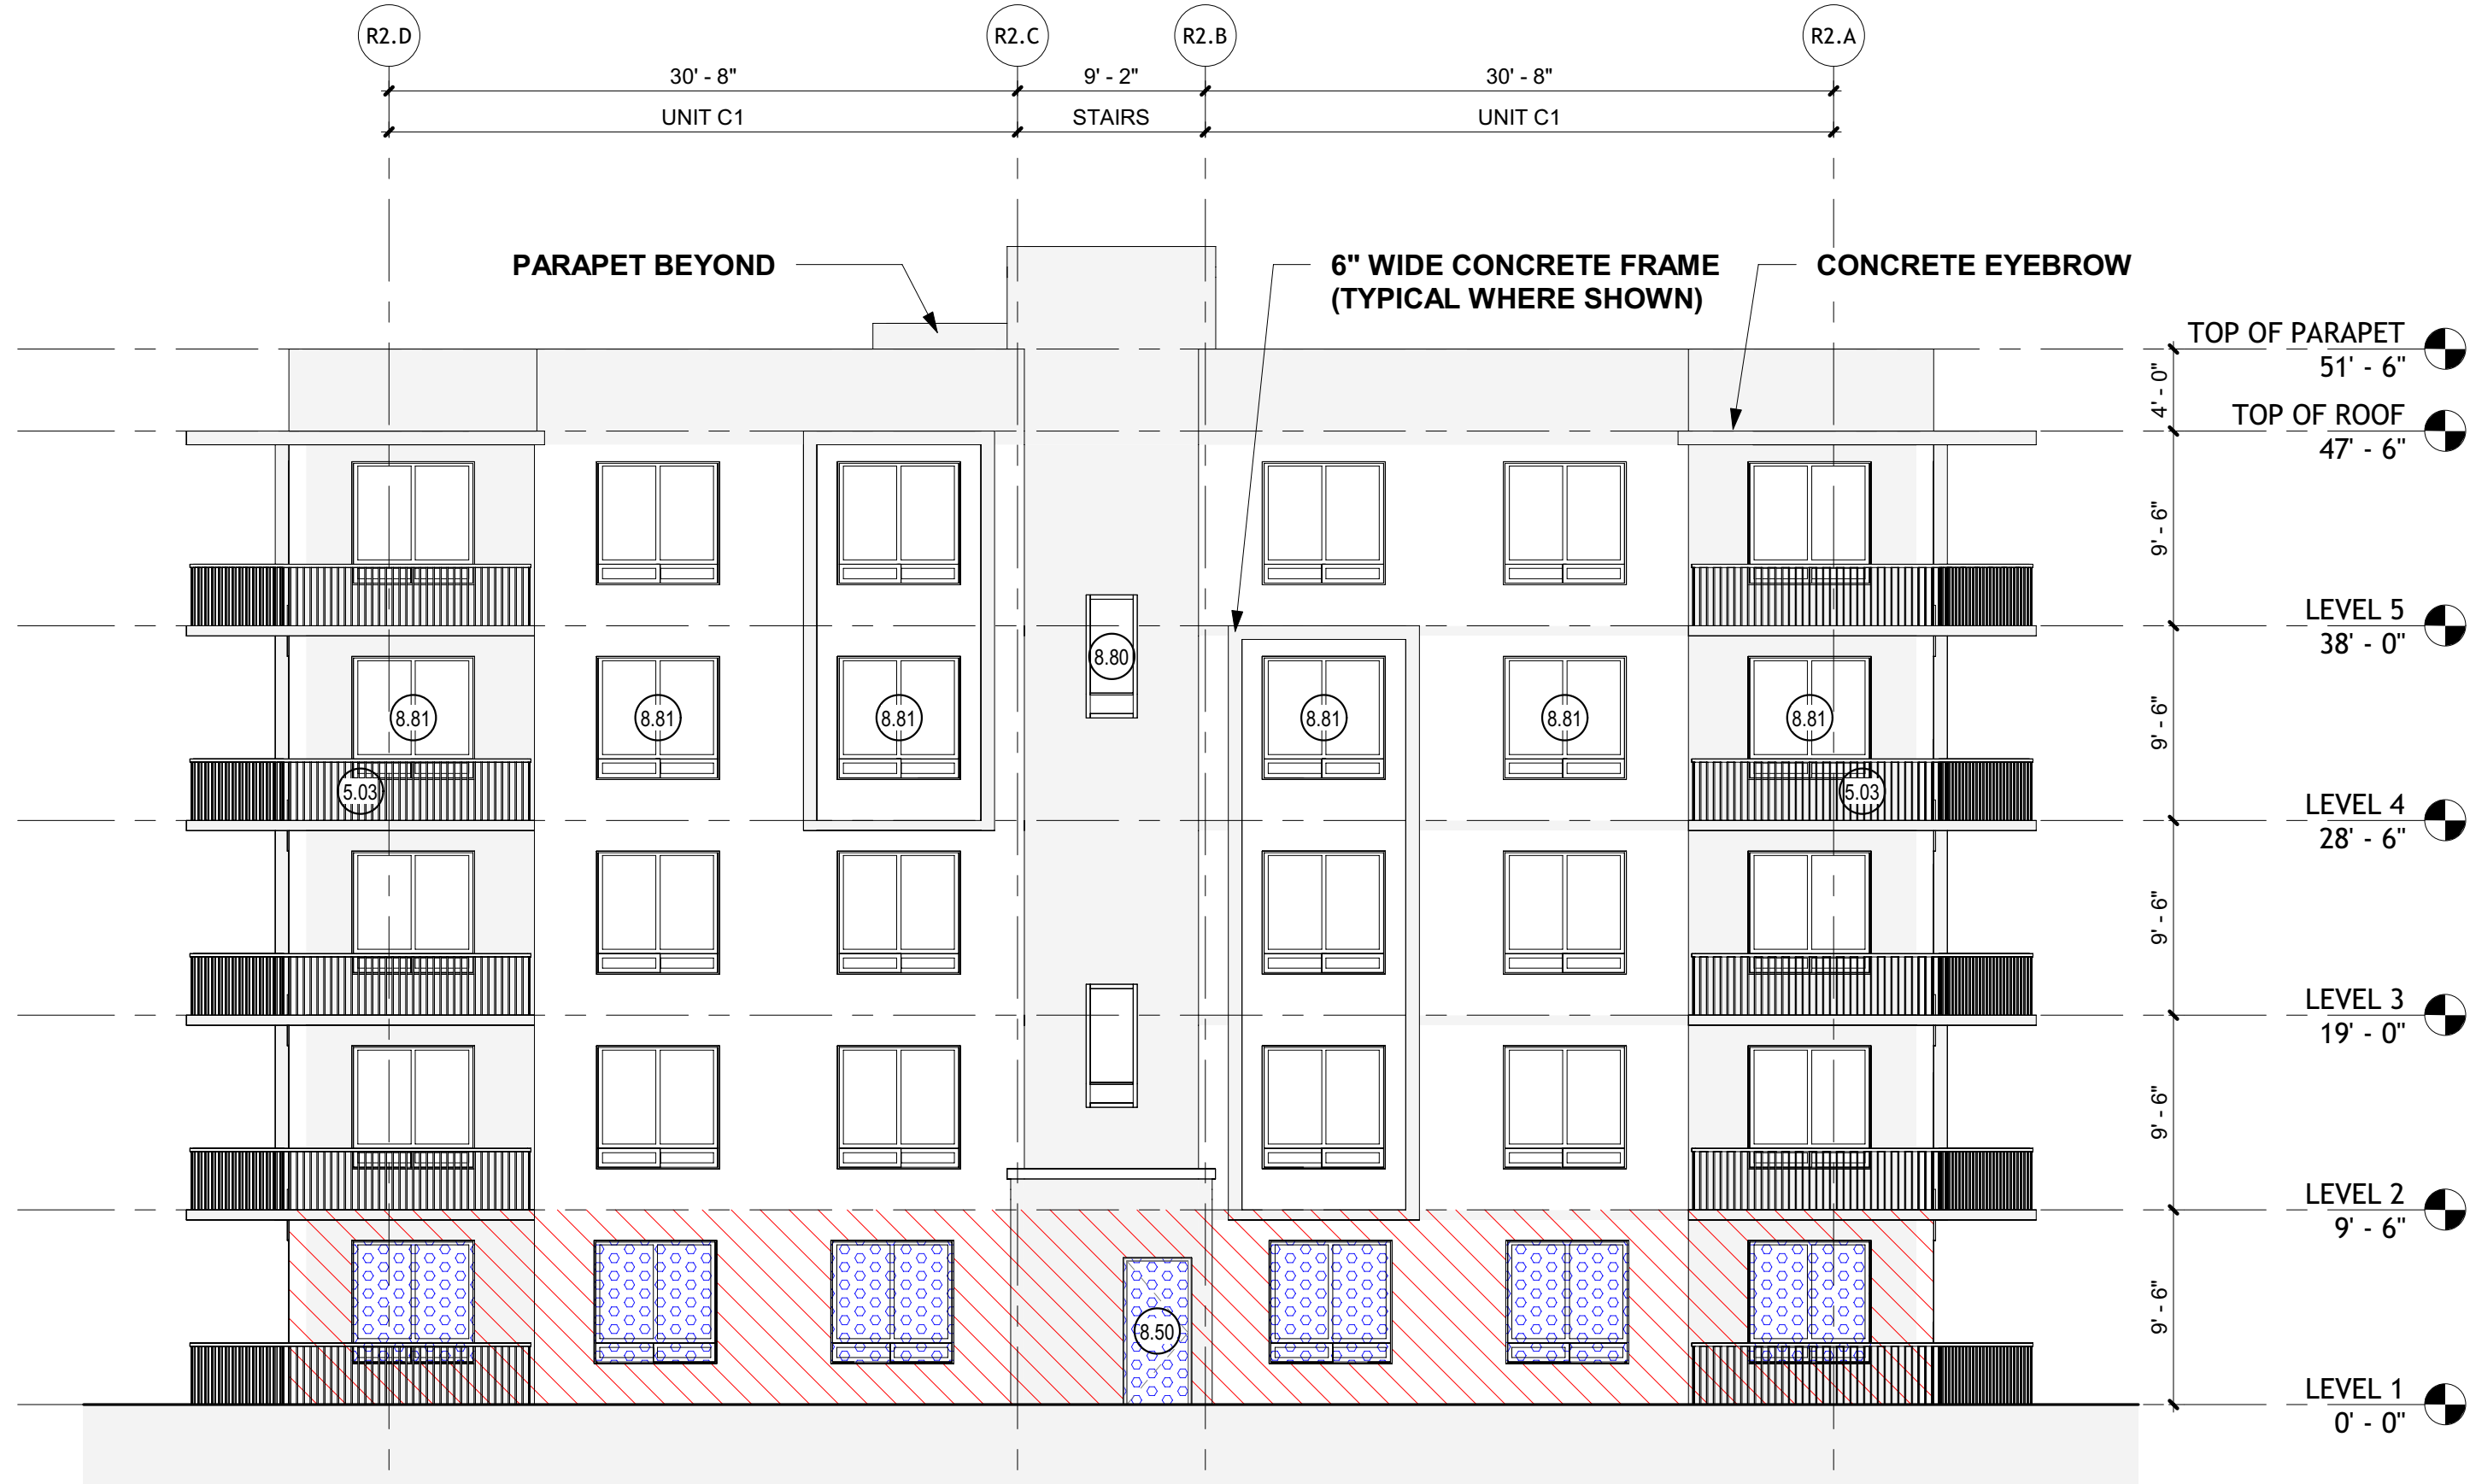 R2.D
R2.C
R2.B
R2.A
30' - 8"
9' - 2"
30' - 8"
UNIT C1
STAIRS
UNIT C1
PARAPET BEYOND
6" WIDE CONCRETE FRAME
(TYPICAL WHERE SHOWN)
CONCRETE EYEBROW
TOP OF PARAPET
51' - 6"
4' - 0"
TOP OF ROOF
47' - 6"
9' - 6"
LEVEL 5
38' - 0"
8.80
8.81
8.81
8.81
8.81
8.81
8.81
9' - 6"
5.03
5.03
LEVEL 4
28' - 6"
9' - 6"
LEVEL 3
19' - 0"
9' - 6"
LEVEL 2
9' - 6"
9' - 6"
8.50
LEVEL 1
0' - 0"